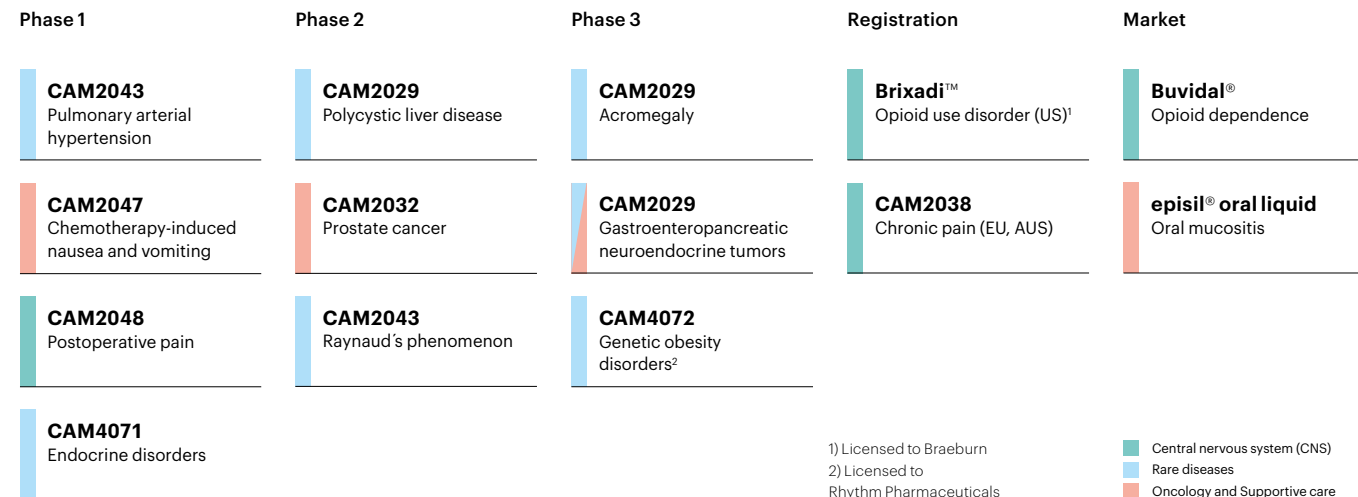 Phase 1
CAM2043
Pulmonary arterial
hypertension
CAM2047
Chemotherapy-induced
nausea and vomiting
CAM2048
Postoperative pain
CAM4071
Endocrine disorders
Phase 2
CAM2029
Polycystic liver disease
CAM2032
Prostate cancer
CAM2043
Raynaud´s phenomenon
Phase 3
CAM2029
Acromegaly
CAM2029
Gastroenteropancreatic
neuroendocrine tumors
CAM4072
Genetic obesity
disorders²
Registration
Brixadi™
Opioid use disorder (US)¹
CAM2038
Chronic pain (EU, AUS)
Market
Buvidal®
Opioid dependence
episil® oral liquid
Oral mucositis
1) Licensed to Braeburn
2) Licensed to
Rhythm Pharmaceuticals
Central nervous system (CNS)
Rare diseases
Oncology and Supportive care